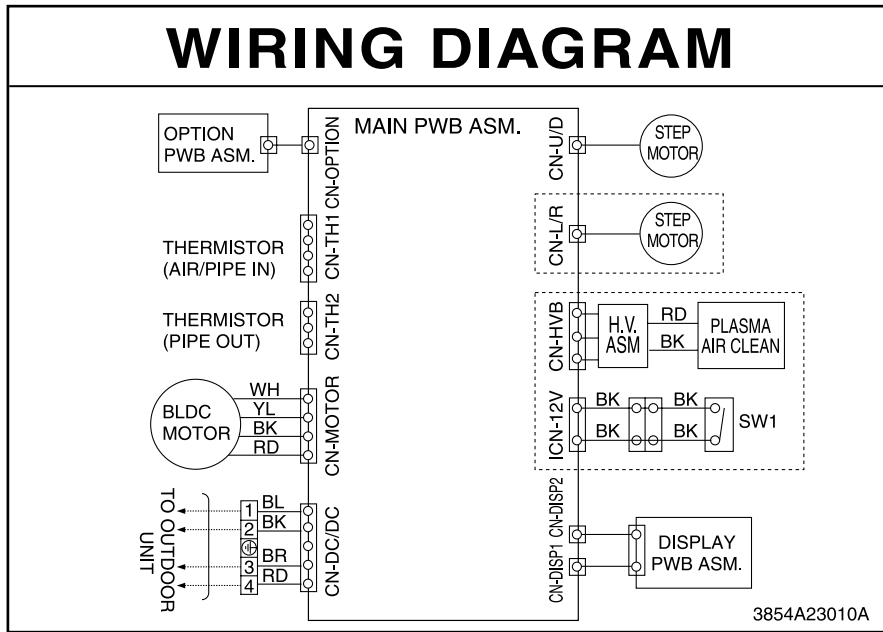 WIRING DIAGRAM
MAIN PWB ASM.
OPTION
PWB ASM.
CN-OPTION
THERMISTOR
(AIR/PIPE IN)
CN-TH1
THERMISTOR
(PIPE OUT)
CN-TH2
BLDC
MOTOR
WH
YL
BK
RD
CN-MOTOR
TO OUTDOOR
UNIT
1
2
3
4
BL
BK
BR
RD
CN-DC/DC
CN-U/D
STEP
MOTOR
CN-L/R
STEP
MOTOR
CN-HVB
H.V.
ASM
RD
BK
PLASMA
AIR CLEAN
ICN-12V
BK BK
BK BK
SW1
CN-DISP1 CN-DISP2
DISPLAY
PWB ASM.
3854A23010A